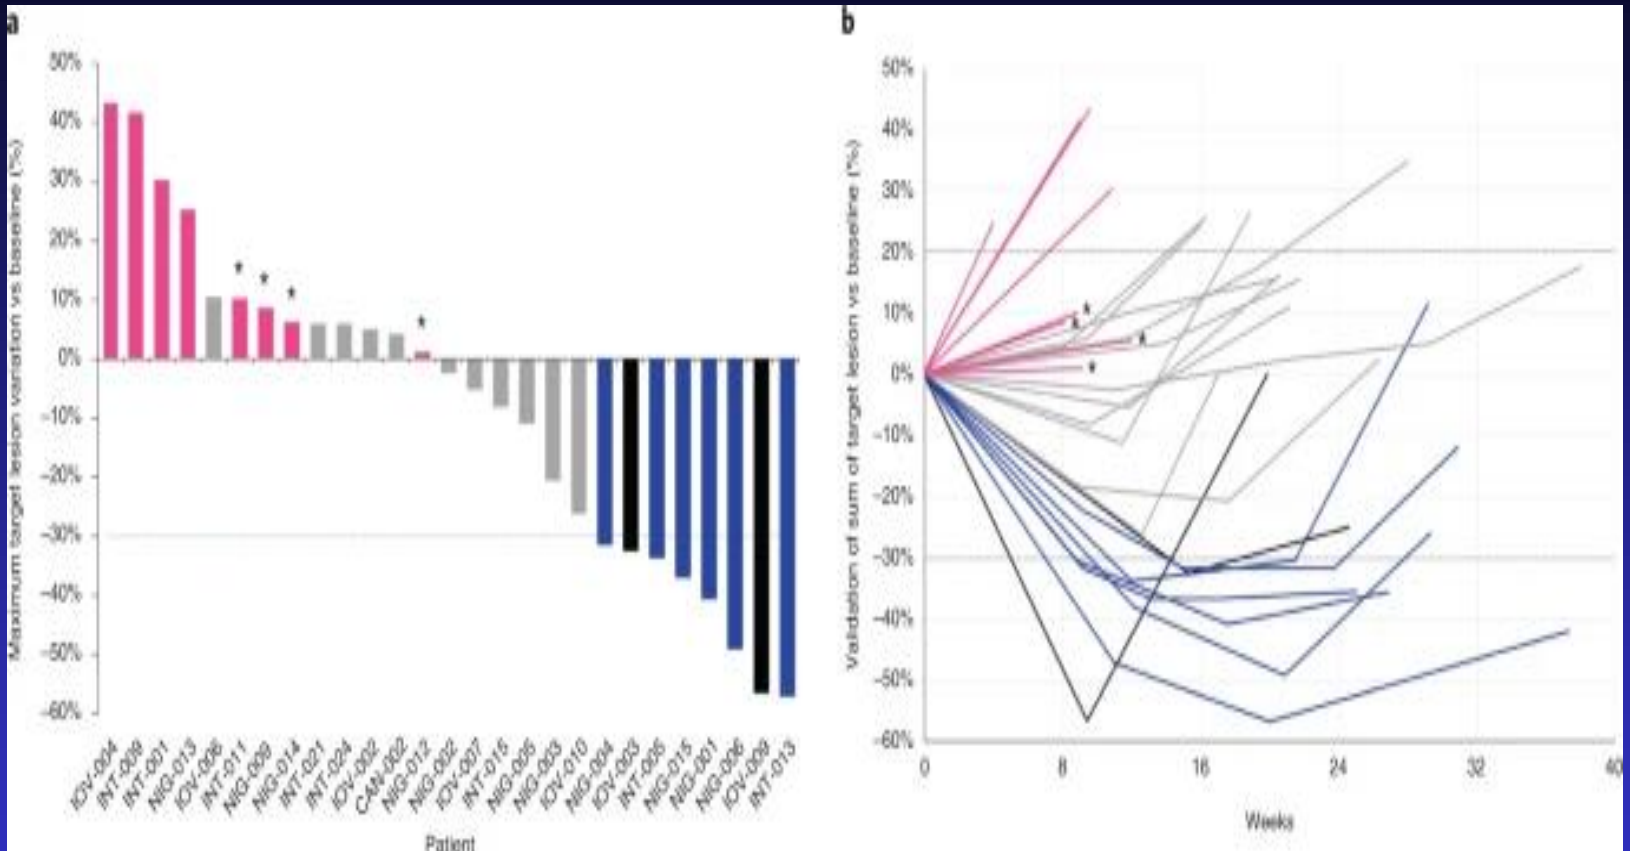 a
Maximum target lesion variation vs baseline (%)
50%
40%
30%
20%
10%
0%
–10%
–20%
–30%
–40%
–50%
–60%
* * * *
IOV-004
INT-009
INT-001
NIG-013
IOV-006
INT-011
NIG-009
NIG-014
INT-021
INT-024
IOV-002
CAN-002
NIG-012
NIG-002
IOV-007
INT-015
NIG-005
NIG-003
IOV-010
NIG-004
IOV-003
INT-005
NIG-015
NIG-001
NIG-006
IOV-009
INT-013
Patient
b
Validation of sum of target lesion vs baseline (%)
50%
40%
30%
20%
10%
0%
–10%
–20%
–30%
–40%
–50%
–60%
* * * *
0 8 16 24 32 40
Weeks